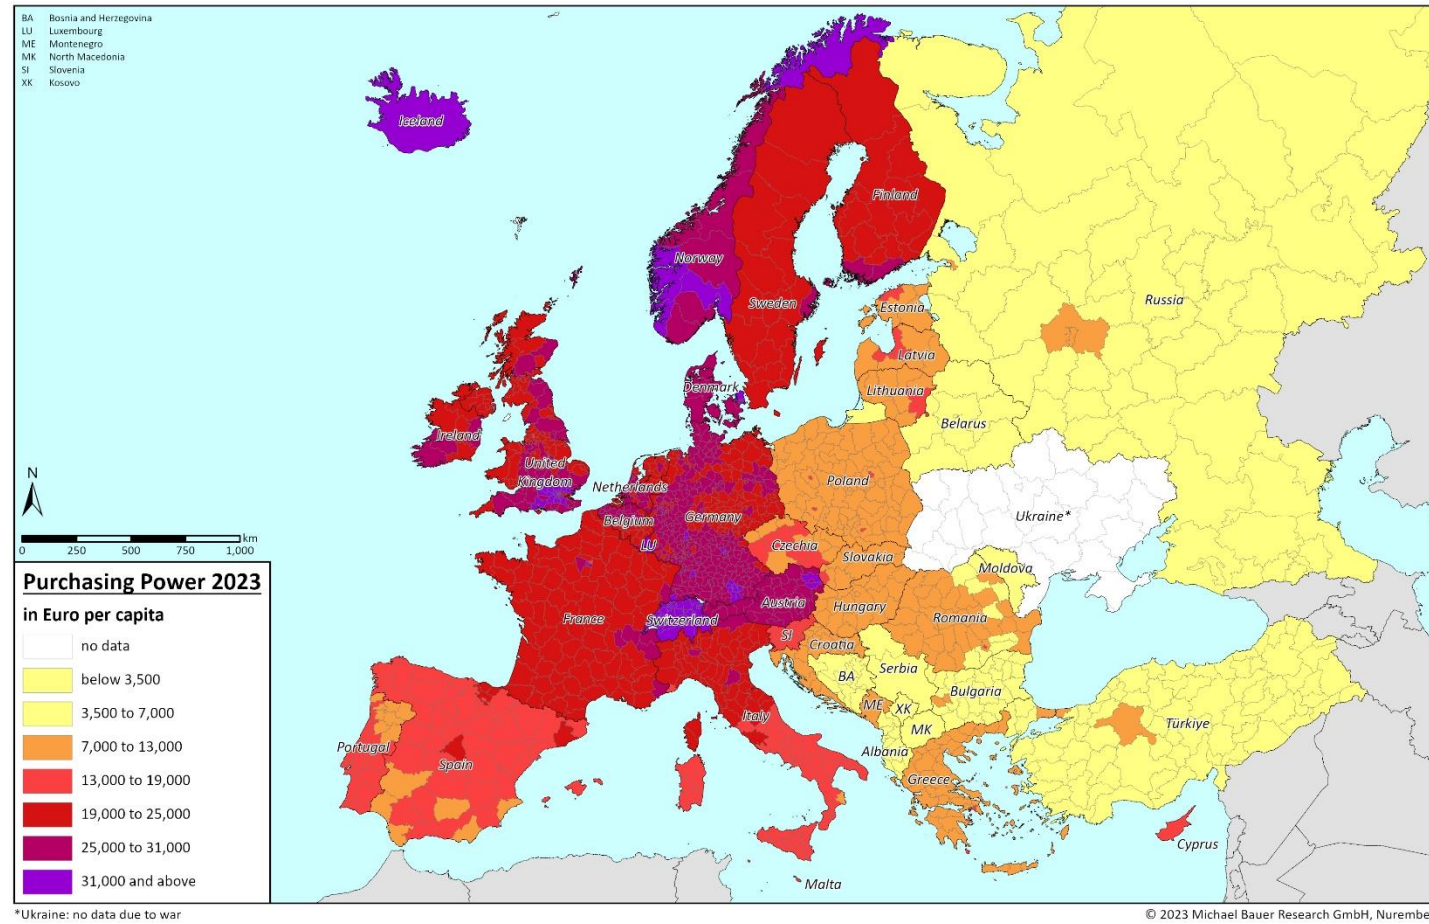 BA Bosnia and Herzegovina
LU Luxembourg
ME Montenegro
MK North Macedonia
SI Slovenia
XK Kosovo
Iceland
Norway
Finland
Sweden
Russia
Estonia
Latvia
Lithuania
Denmark
Belarus
Ireland
United
Kingdom
Netherlands
Poland
Belgium
Germany
Ukraine*
LU
Czechia
Slovakia
Moldova
Austria
Hungary
France
Switzerland
Romania
SI
Croatia
Serbia
BA
Bulgaria
ME
XK
Italy
MK
Türkiye
Portugal
Albania
Spain
Greece
Cyprus
Malta
N
km
0 250 500 750 1,000
Purchasing Power 2023
in Euro per capita
no data
below 3,500
3,500 to 7,000
7,000 to 13,000
13,000 to 19,000
19,000 to 25,000
25,000 to 31,000
31,000 and above
*Ukraine: no data due to war
© 2023 Michael Bauer Research GmbH, Nurembe